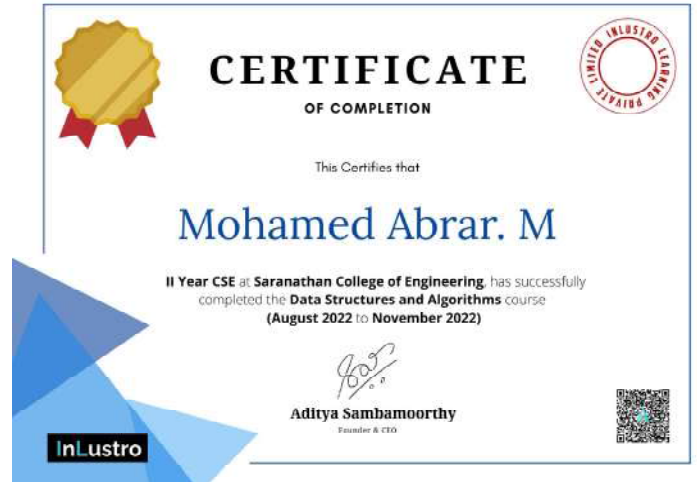 CERTIFICATE
OF COMPLETION
INLUSTRO LEARNING PRIVATE LIMITED
This Certifies that
Mohamed Abrar. M
II Year CSE at Saranathan College of Engineering, has successfully
completed the Data Structures and Algorithms course
(August 2022 to November 2022)
Aditya Sambamoorthy
Founder & CEO
InLustro